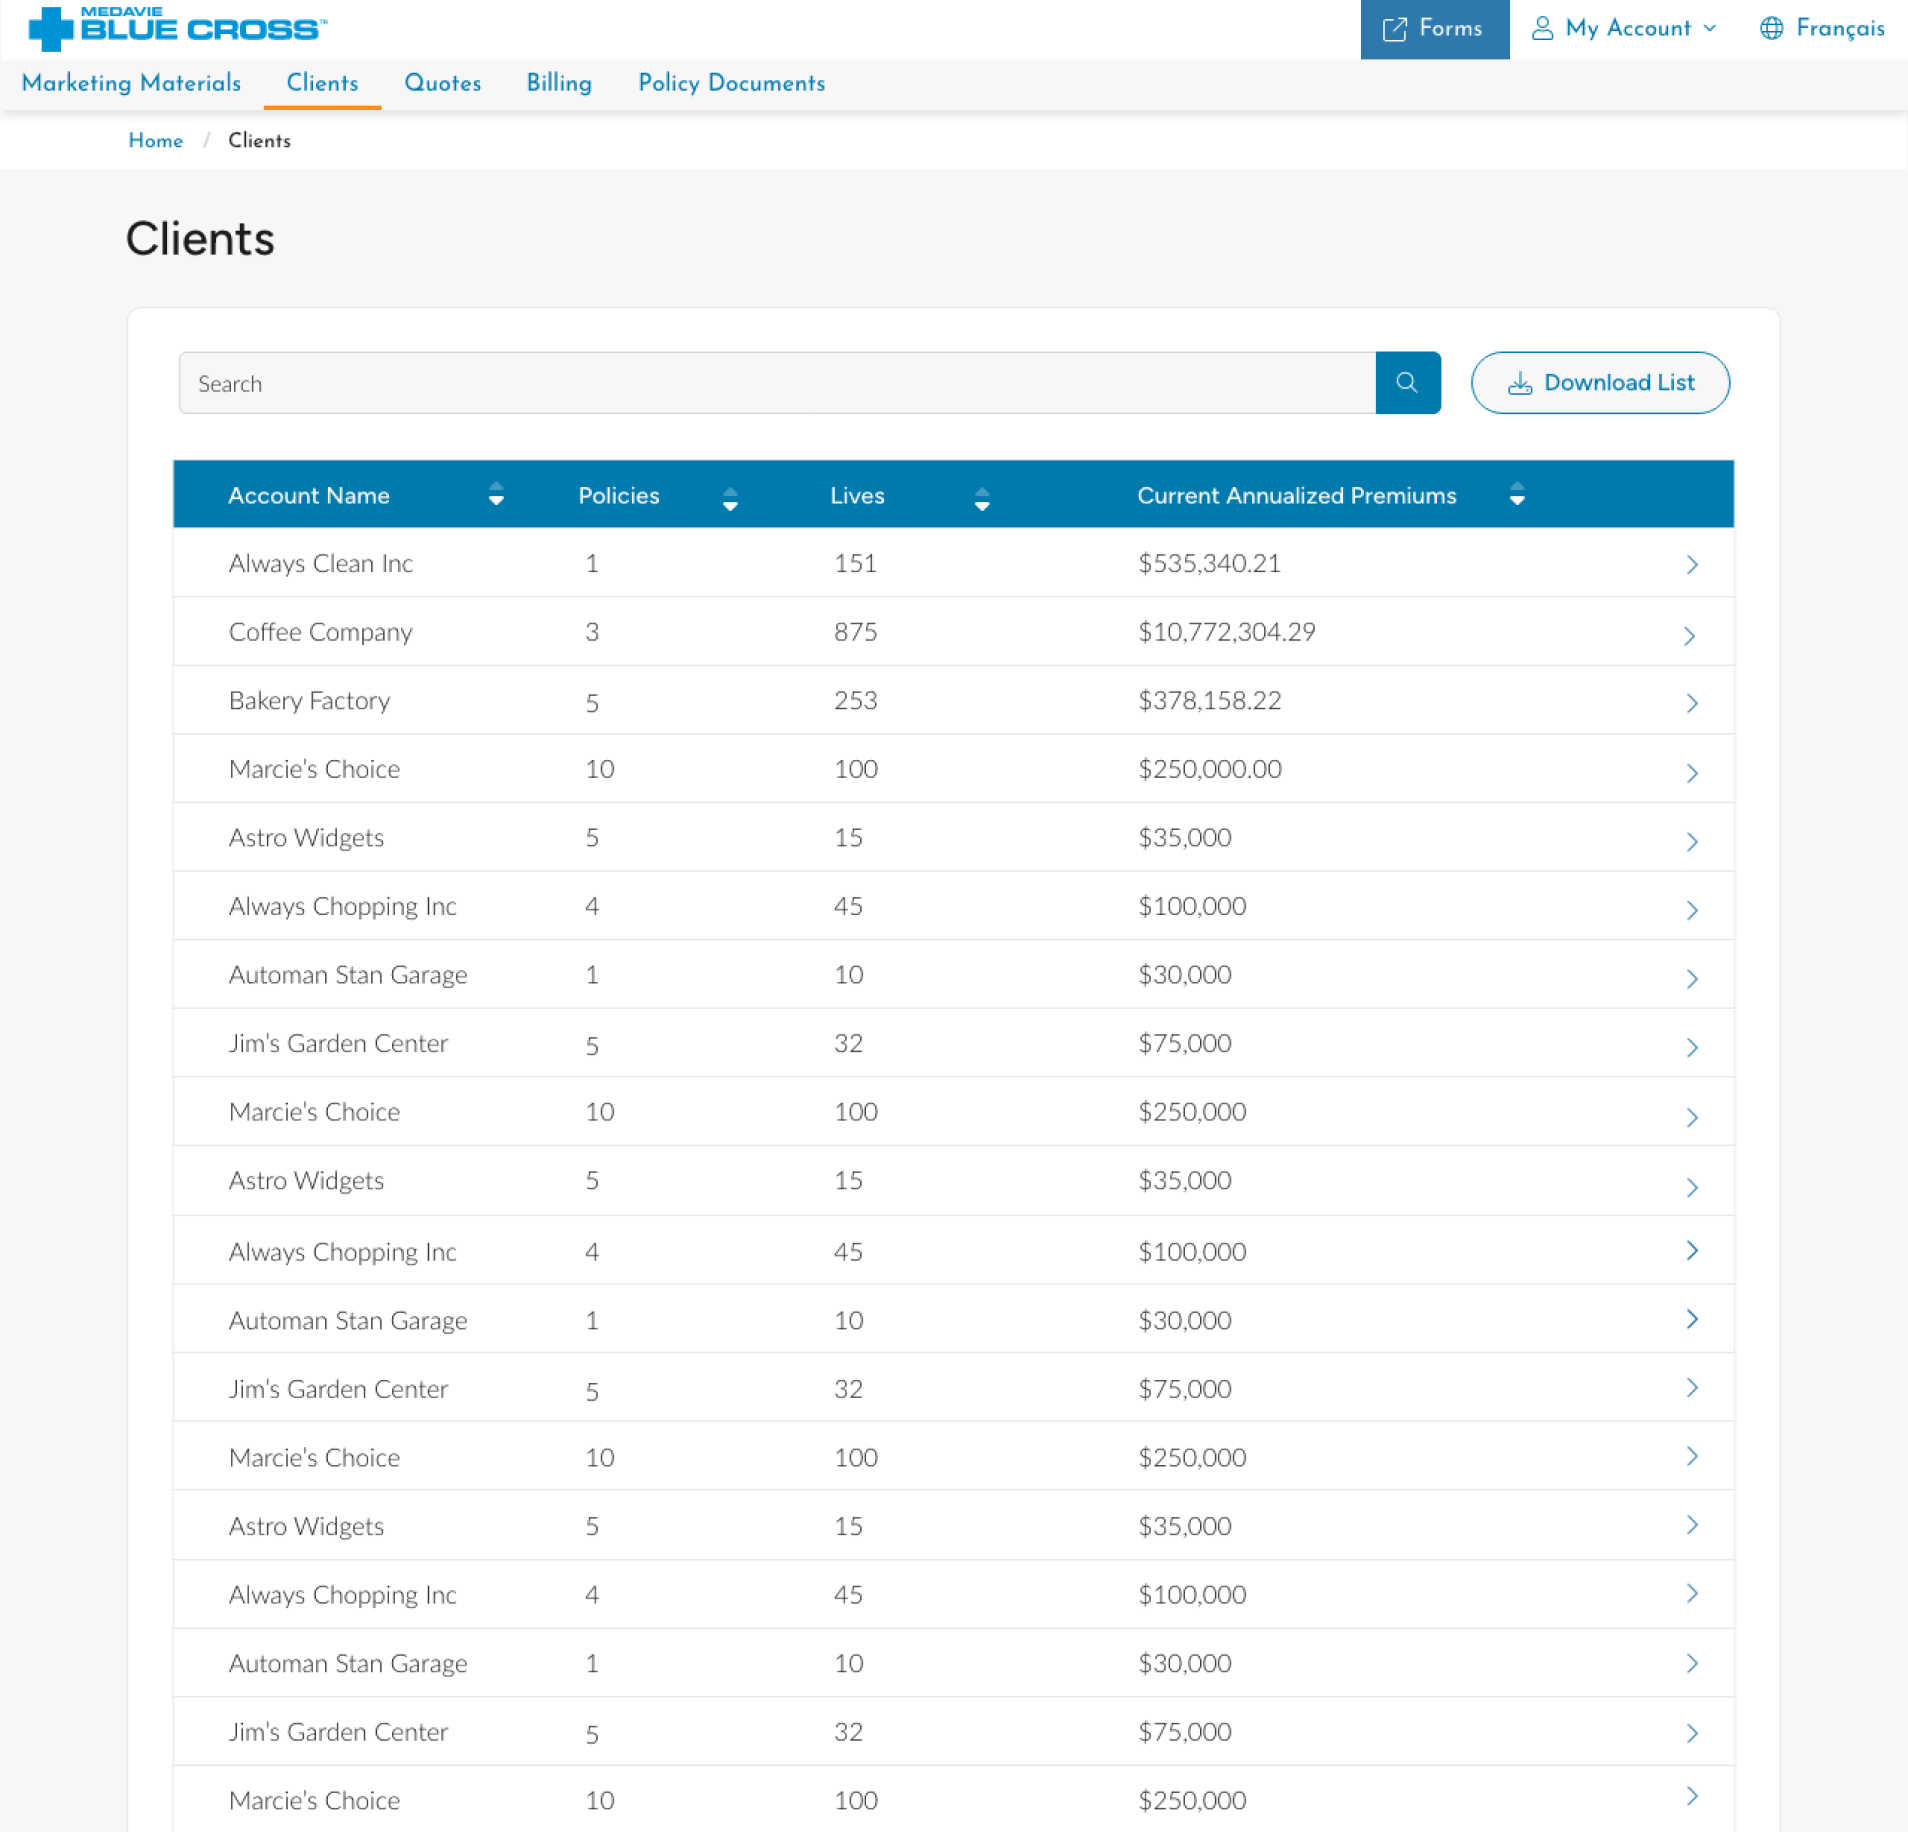 MEDAVIE
BLUE CROSS™
Forms
My Account
Français
Marketing Materials Clients Quotes Billing Policy Documents
Home / Clients
Clients
Search
Download List
Account Name Policies Lives Current Annualized Premiums
Always Clean Inc 1 151 $535,340.21
Coffee Company 3 875 $10,772,304.29
Bakery Factory 5 253 $378,158.22
Marcie's Choice 10 100 $250,000.00
Astro Widgets 5 15 $35,000
Always Chopping Inc 4 45 $100,000
Automan Stan Garage 1 10 $30,000
Jim's Garden Center 5 32 $75,000
Marcie's Choice 10 100 $250,000
Astro Widgets 5 15 $35,000
Always Chopping Inc 4 45 $100,000
Automan Stan Garage 1 10 $30,000
Jim's Garden Center 5 32 $75,000
Marcie's Choice 10 100 $250,000
Astro Widgets 5 15 $35,000
Always Chopping Inc 4 45 $100,000
Automan Stan Garage 1 10 $30,000
Jim's Garden Center 5 32 $75,000
Marcie's Choice 10 100 $250,000